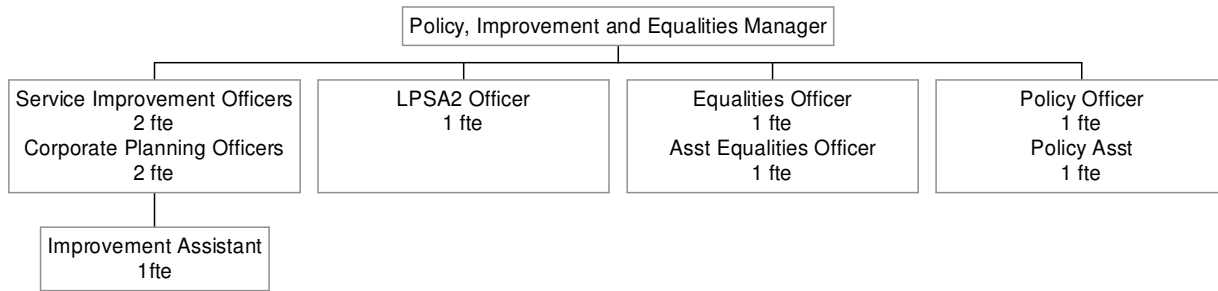 Policy, Improvement and Equalities Manager
Service Improvement Officers
2 fte
Corporate Planning Officers
2 fte
LPSA2 Officer
1 fte
Equalities Officer
1 fte
Asst Equalities Officer
1 fte
Policy Officer
1 fte
Policy Asst
1 fte
Improvement Assistant
1fte